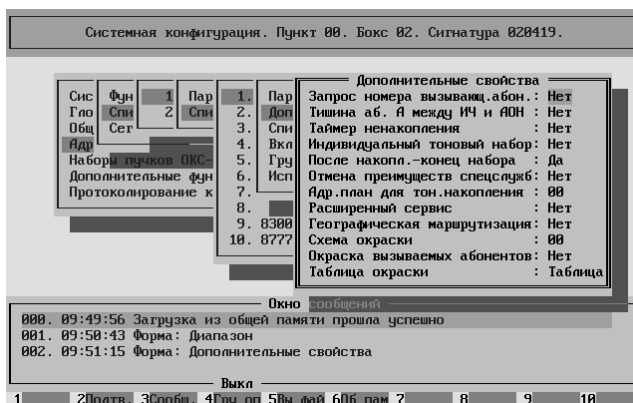 Системная конфигурация. Пункт 00. Бокс 02. Сигнатура 020419.
Дополнительные свойства
Сис Фун 1 Пар 1. Пар Запрос номера вызывающ.абон.: Нет
Гло Спи 2 Спи 2. Доп Тишина аб. А между ИЧ и АОН : Нет
Общ Сег 3. Спи Таймер ненакопления : Нет
Адр 4. Вкл Индивидуальный тоновый набор: Нет
Наборы пучков ОКС- 5. Гру После накопл.-конец набора : Да
Дополнительные фун 6. Исп Отмена преимуществ спецслужб: Нет
Протоколирование к 7. Адр.план для тон.накопления : 00
8. Расширенный сервис : Нет
9. 8300 Географическая маршрутизация: Нет
10. 8777 Схема окраски : 00
Окраска вызываемых абонентов: Нет
Таблица окраски : Таблица
Окно сообщений
000. 09:49:56 Загрузка из общей памяти прошла успешно
001. 09:50:43 Форма: Диапазон
002. 09:51:15 Форма: Дополнительные свойства
Выкл
1 2Подтв. 3Сообщ. 4Гру оп 5Вы фай 6Об пам 7 8 9 10